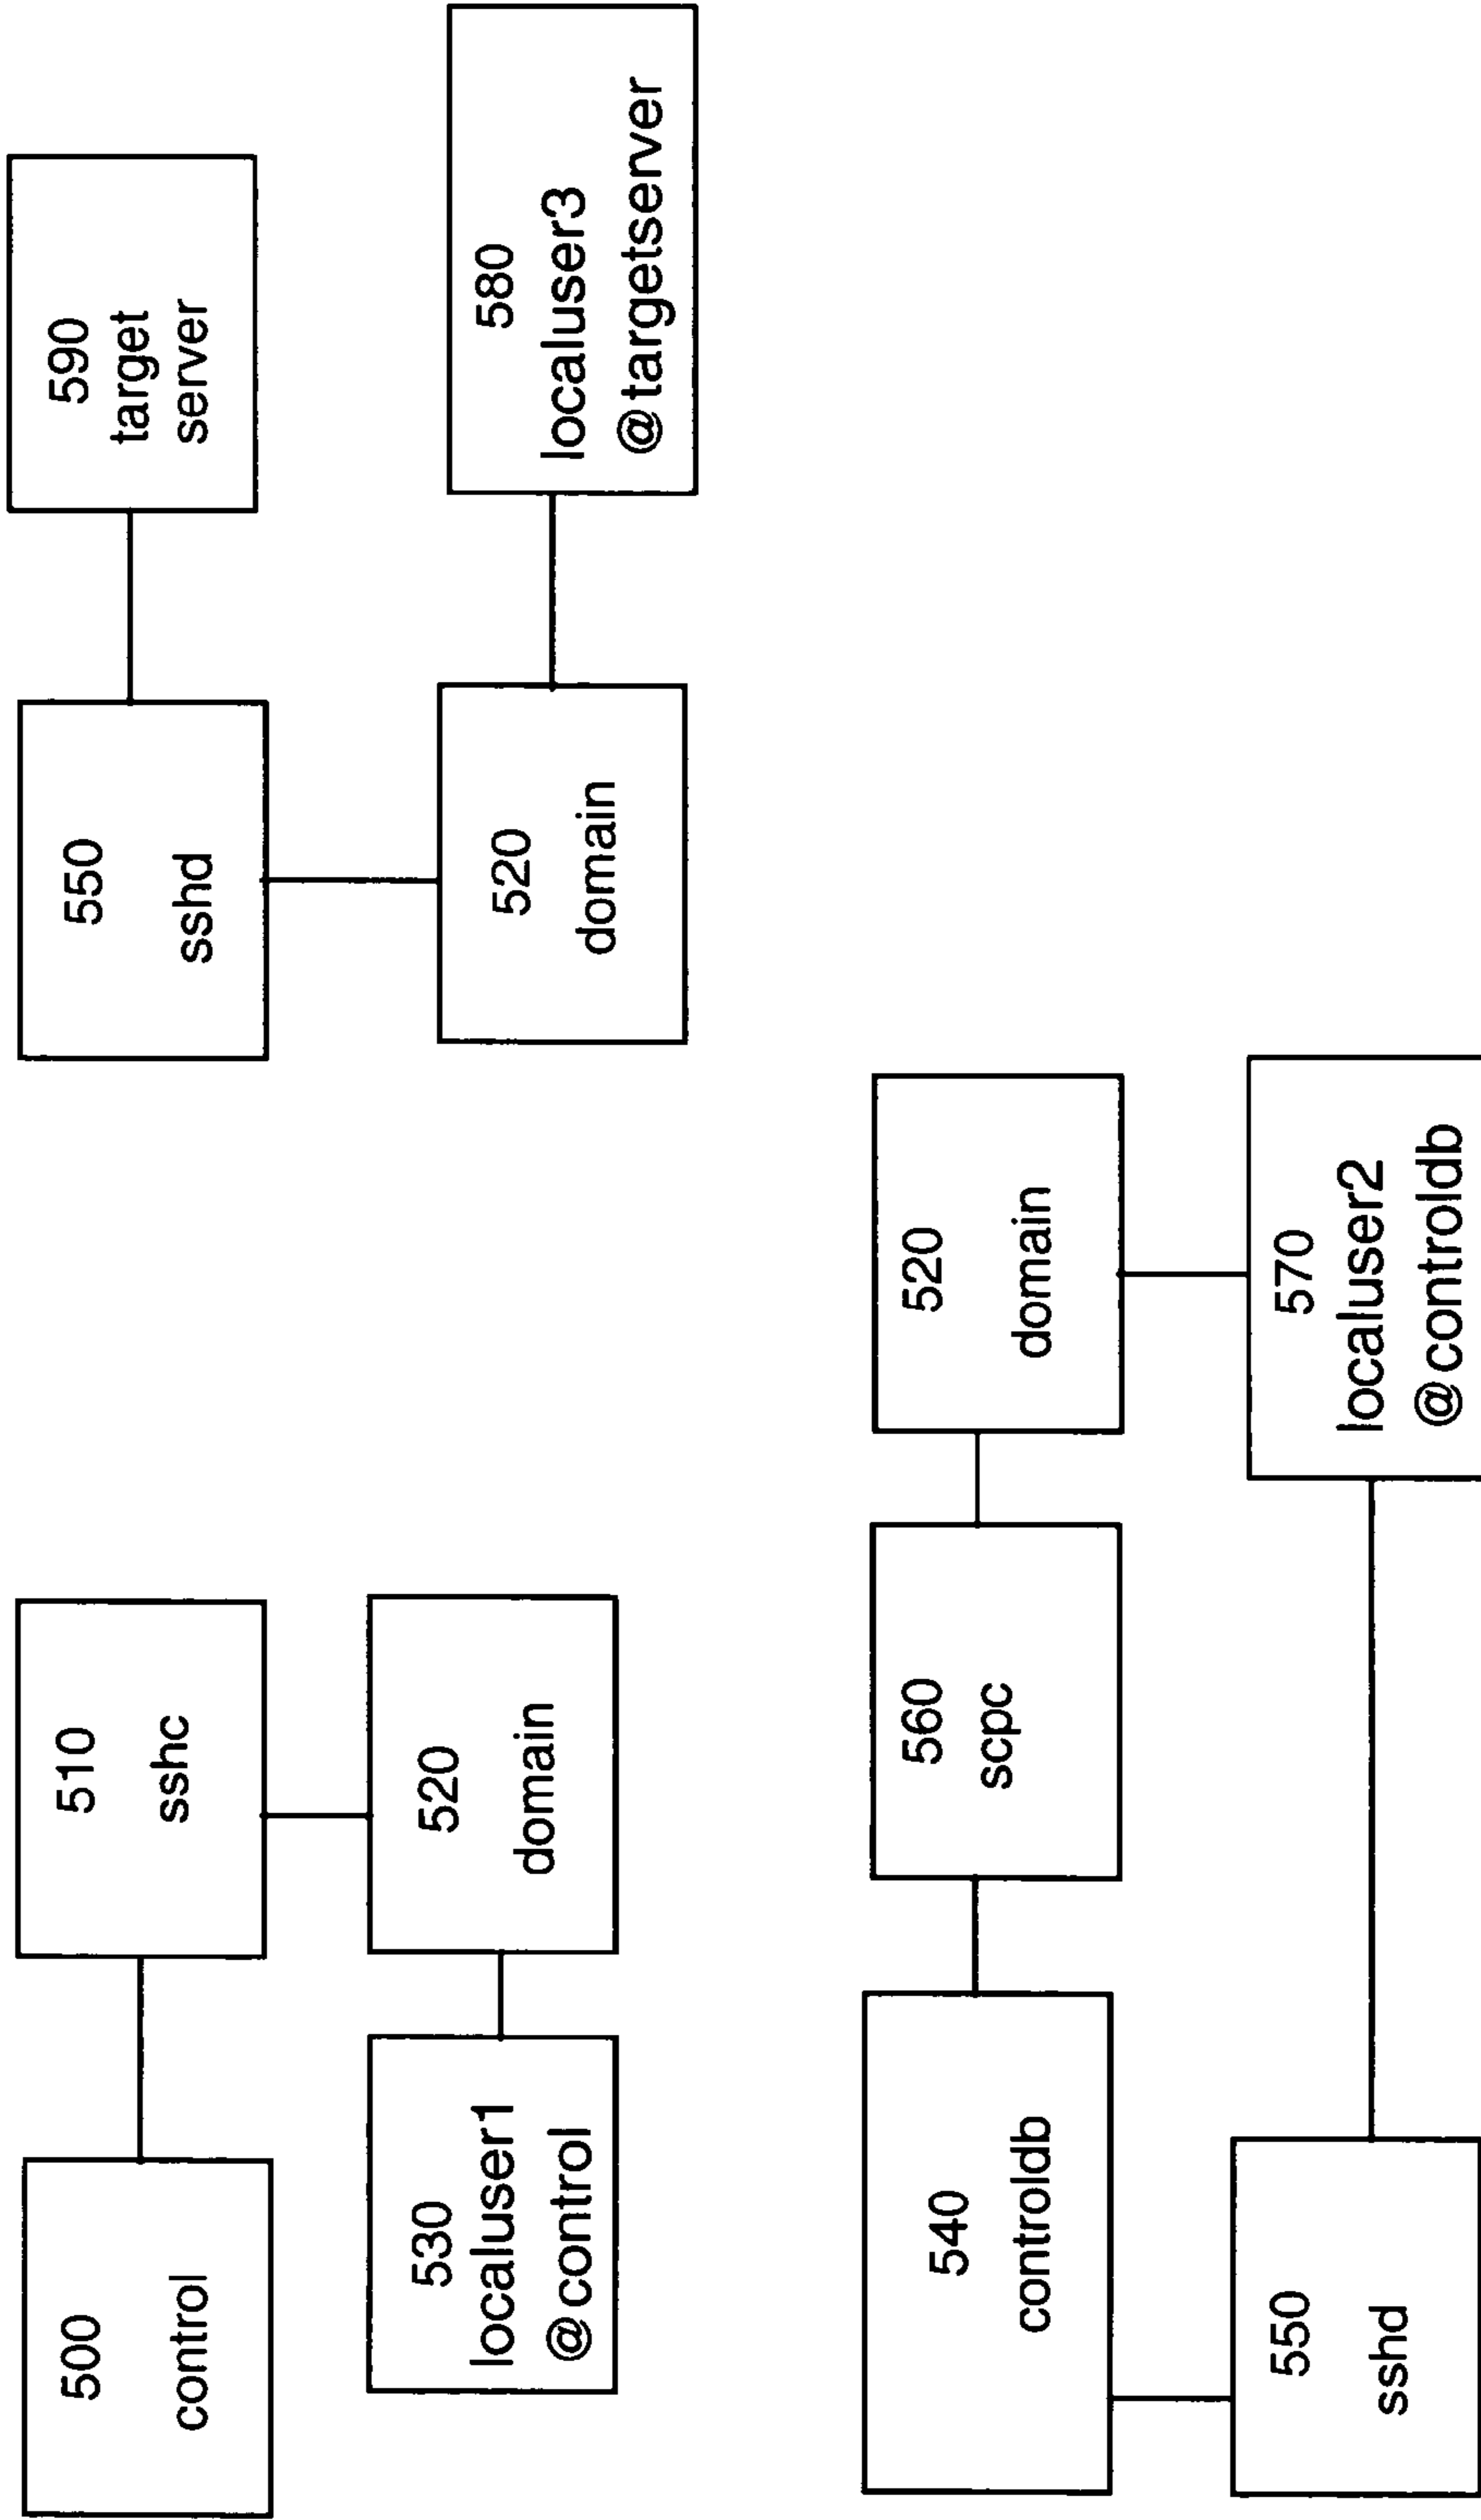 500
control
510
sshc
530
localuser1
@control
520
domain
550
sshd
590
target
server
520
domain
580
localuser3
@targetserver
540
controldb
560
scpc
520
domain
550
sshd
570
localuser2
@controldb